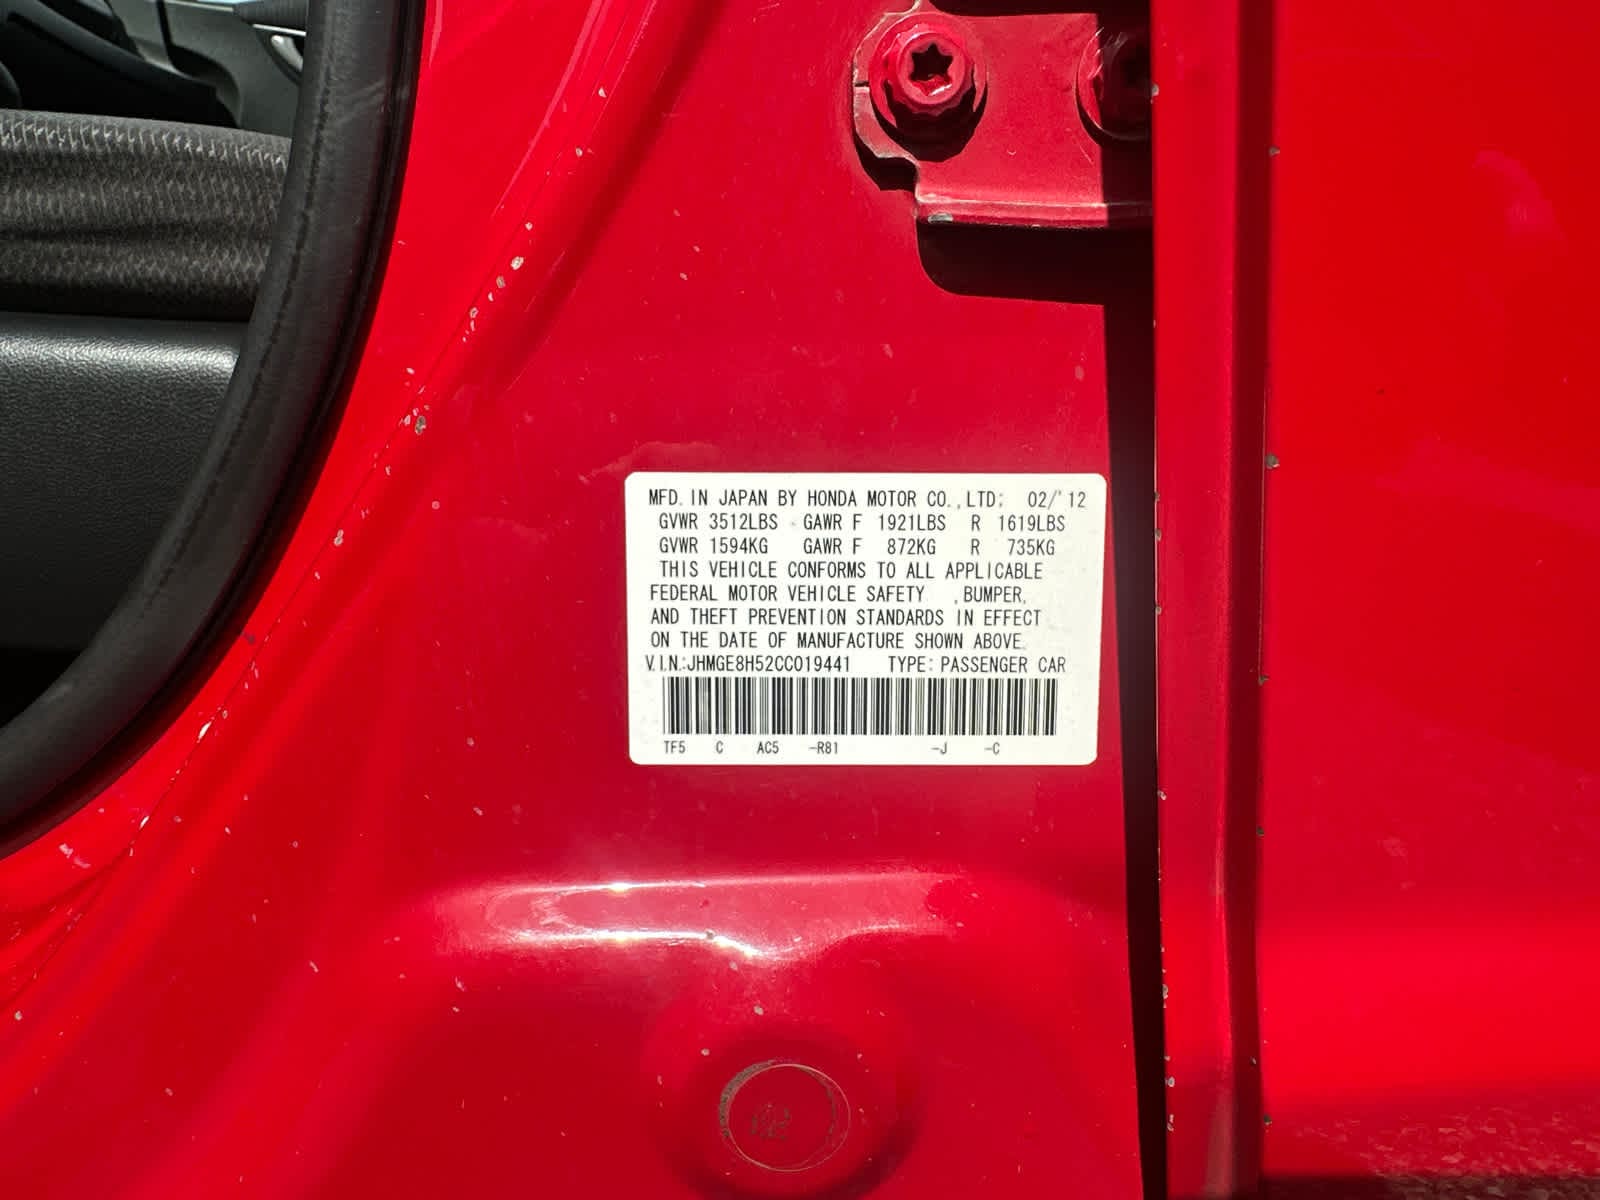 MFD. IN JAPAN BY HONDA MOTOR CO.,LTD; 02/'12
GVWR 3512LBS GAWR F 1921LBS R 1619LBS
GVWR 1594KG GAWR F 872KG R 735KG
THIS VEHICLE CONFORMS TO ALL APPLICABLE
FEDERAL MOTOR VEHICLE SAFETY ,BUMPER,
AND THEFT PREVENTION STANDARDS IN EFFECT
ON THE DATE OF MANUFACTURE SHOWN ABOVE.
V.I.N.:JHMGE8H52CC019441 TYPE: PASSENGER CAR
TF5 C AC5 -R81 -J -C